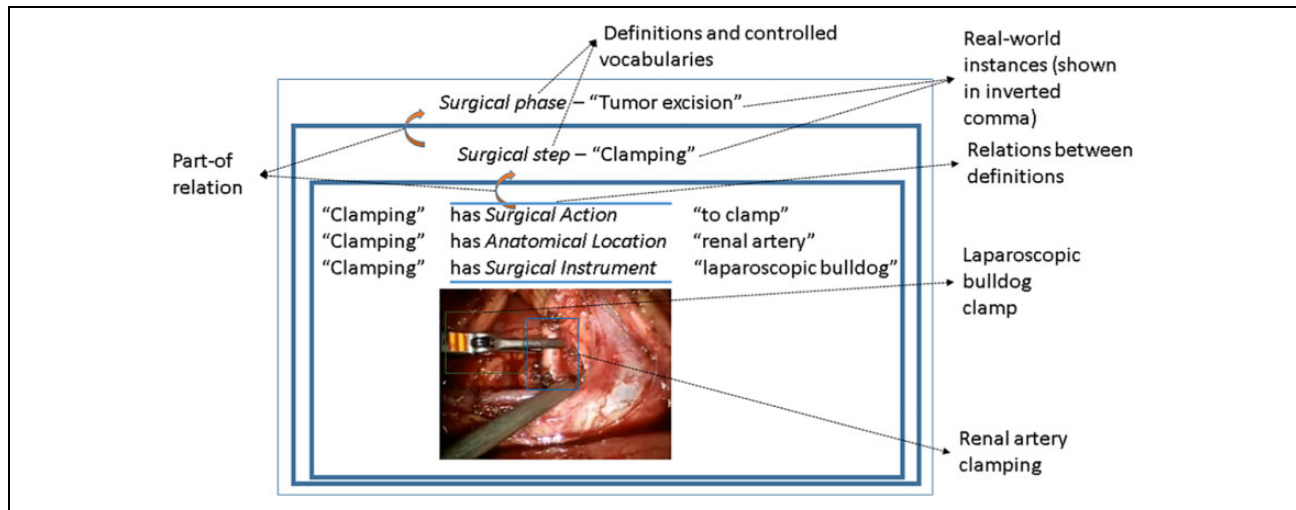 Definitions and controlled
vocabularies
Real-world
instances (shown
in inverted
comma)
Surgical phase – “Tumor excision”
Surgical step – “Clamping”
Relations between
definitions
Part-of
relation
“Clamping” has Surgical Action “to clamp”
“Clamping” has Anatomical Location “renal artery”
“Clamping” has Surgical Instrument “laparoscopic bulldog”
Laparoscopic
bulldog
clamp
Renal artery
clamping